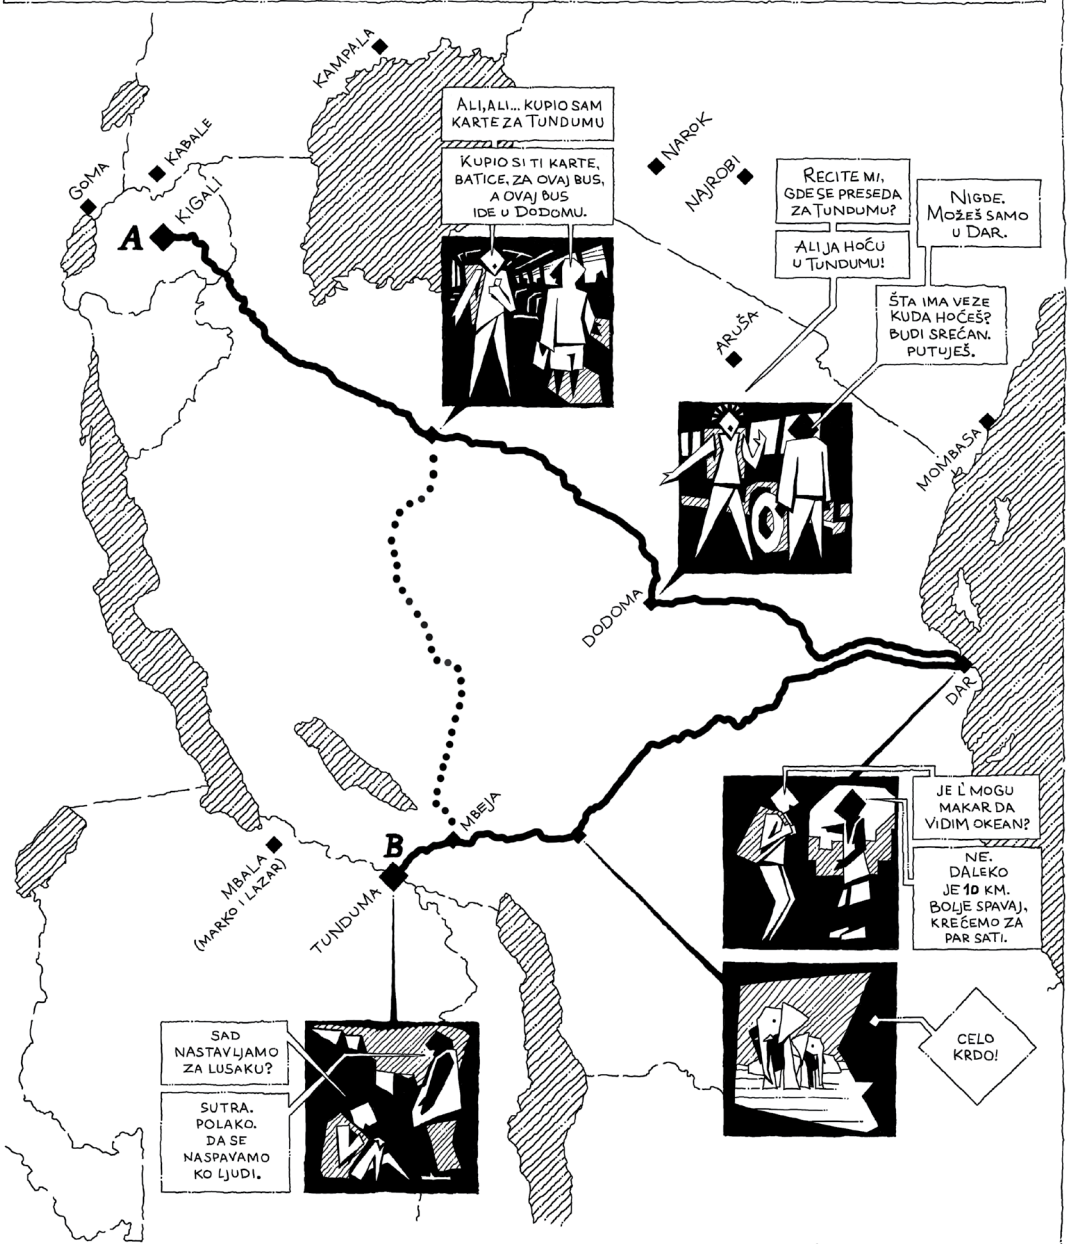 KAMPALA
GOMA
KABALE
KIGALI
A
ALI, ALI... KUPIO SAM
KARTE ZA TUNDUMU
KUPIO SI TI KARTE,
BATICE, ZA OVAJ BUS,
A OVAJ BUS
IDE U DODOMU.
NAROK
NAJROBI
RECITE MI,
GDE SE PRESEDA
ZA TUNDUMU?
ALI JA HOĆU
U TUNDUMU!
NIGDE.
MOŽEŠ SAMO
U DAR.
ŠTA IMA VEZE
KUDA HOĆEŠ?
BUDI SREĆAN.
PUTUJEŠ.
ARUŠA
MOMBASA
DODOMA
DAR
JE L' MOGU
MAKAR DA
VIDIM OKEAN?
NE.
DALEKO
JE 10 KM.
BOLJE SPAVAJ,
KREĆEMO ZA
PAR SATI.
MBEJA
B
TUNDUMA
MBALA
(MARKO I LAZAR)
CELO
KRDO!
SAD
NASTAVLJAMO
ZA LUSAKU?
SUTRA.
POLAKO.
DA SE
NASPAVAMO
KO LJUDI.